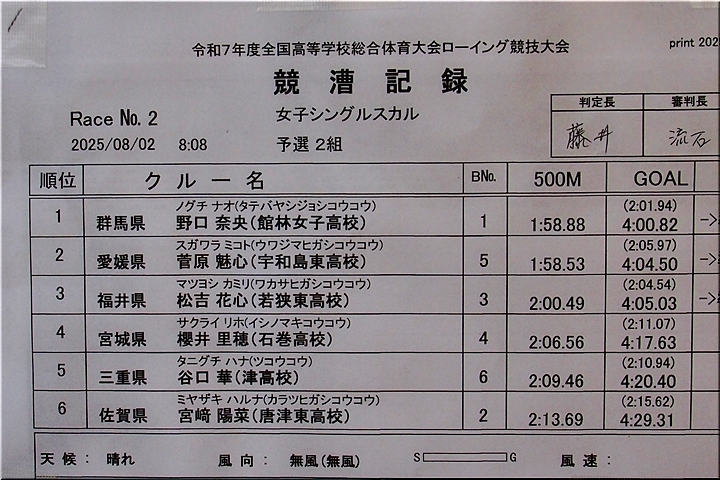 令和7年度全国高等学校総合体育大会ローイング競技大会 print 202
競漕記録
Race No. 2 女子シングルスカル
判定長 審判長
2025/08/02 8:08 予選 2組
藤井 流石
順位 クルー名 BNo. 500M GOAL
ノグチ ナオ(タテバヤシジョシコウコウ) (2:01.94)
1 群馬県 野口 奈央(館林女子高校) 1 1:58.88 4:00.82 ->
スガワラ ミコト(ウワジマヒガシコウコウ) (2:05.97)
2 愛媛県 菅原 魅心(宇和島東高校) 5 1:58.53 4:04.50 ->
マツヨシ カミリ(ワカサヒガシコウコウ) (2:04.54)
3 福井県 松吉 花心(若狭東高校) 3 2:00.49 4:05.03 ->
サクライ リホ(イシノマキコウコウ) (2:11.07)
4 宮城県 櫻井 里穂(石巻高校) 4 2:06.56 4:17.63
タニグチ ハナ(ツコウコウ) (2:10.94)
5 三重県 谷口 華(津高校) 6 2:09.46 4:20.40
ミヤザキ ハルナ(カラツヒガシコウコウ) (2:15.62)
6 佐賀県 宮﨑 陽菜(唐津東高校) 2 2:13.69 4:29.31
天候: 晴れ 風向: 無風(無風) S G 風速: